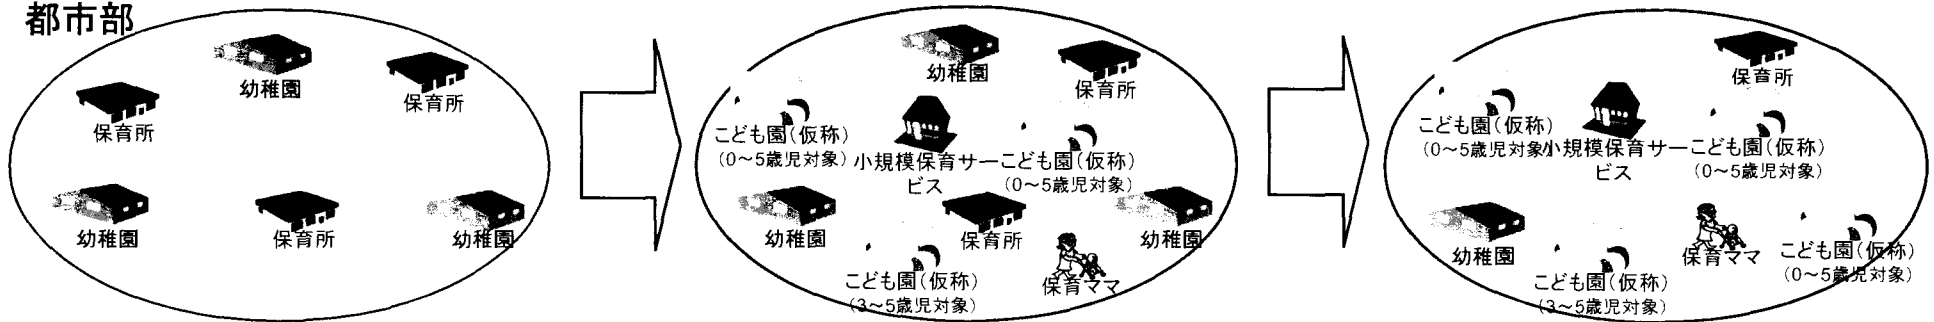 都市部
幼稚園
保育所
保育所
幼稚園
保育所
幼稚園
幼稚園
保育所
こども園(仮称)
(0～5歳児対象)
小規模保育サー
ビス
こども園(仮称)
(0～5歳児対象)
幼稚園
保育所
幼稚園
こども園(仮称)
(3～5歳児対象)
保育ママ
保育所
こども園(仮称)
(0～5歳児対象)
小規模保育サー
ビス
こども園(仮称)
(0～5歳児対象)
幼稚園
保育ママ
こども園(仮称)
(0～5歳児対象)
こども園(仮称)
(3～5歳児対象)